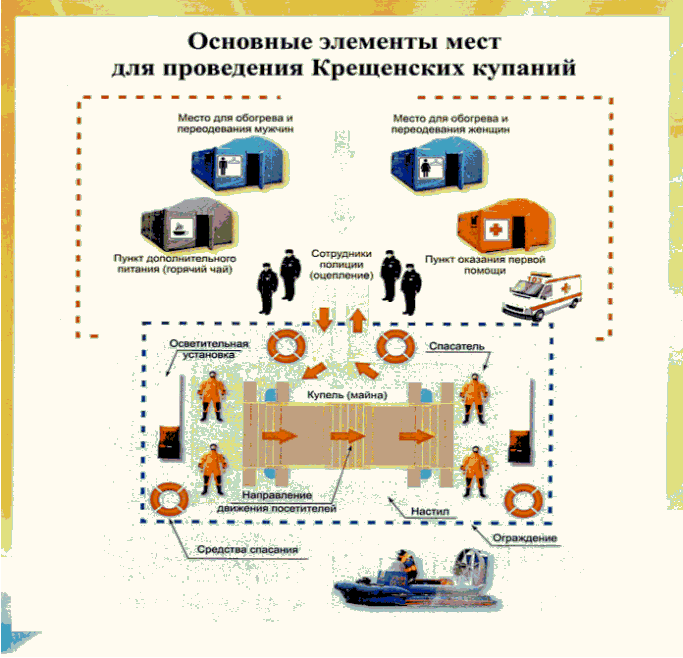 Основные элементы мест
для проведения Крещенских купаний
Место для обогрева и
переодевания мужчин
Место для обогрева и
переодевания женщин
Пункт дополнительного
питания (горячий чай)
Сотрудники
полиции
(оцепление)
Пункт оказания первой
помощи
103
Осветительная
установка
Спасатель
Купель (майна)
Направление
движения посетителей
Настил
Ограждение
Средства спасания